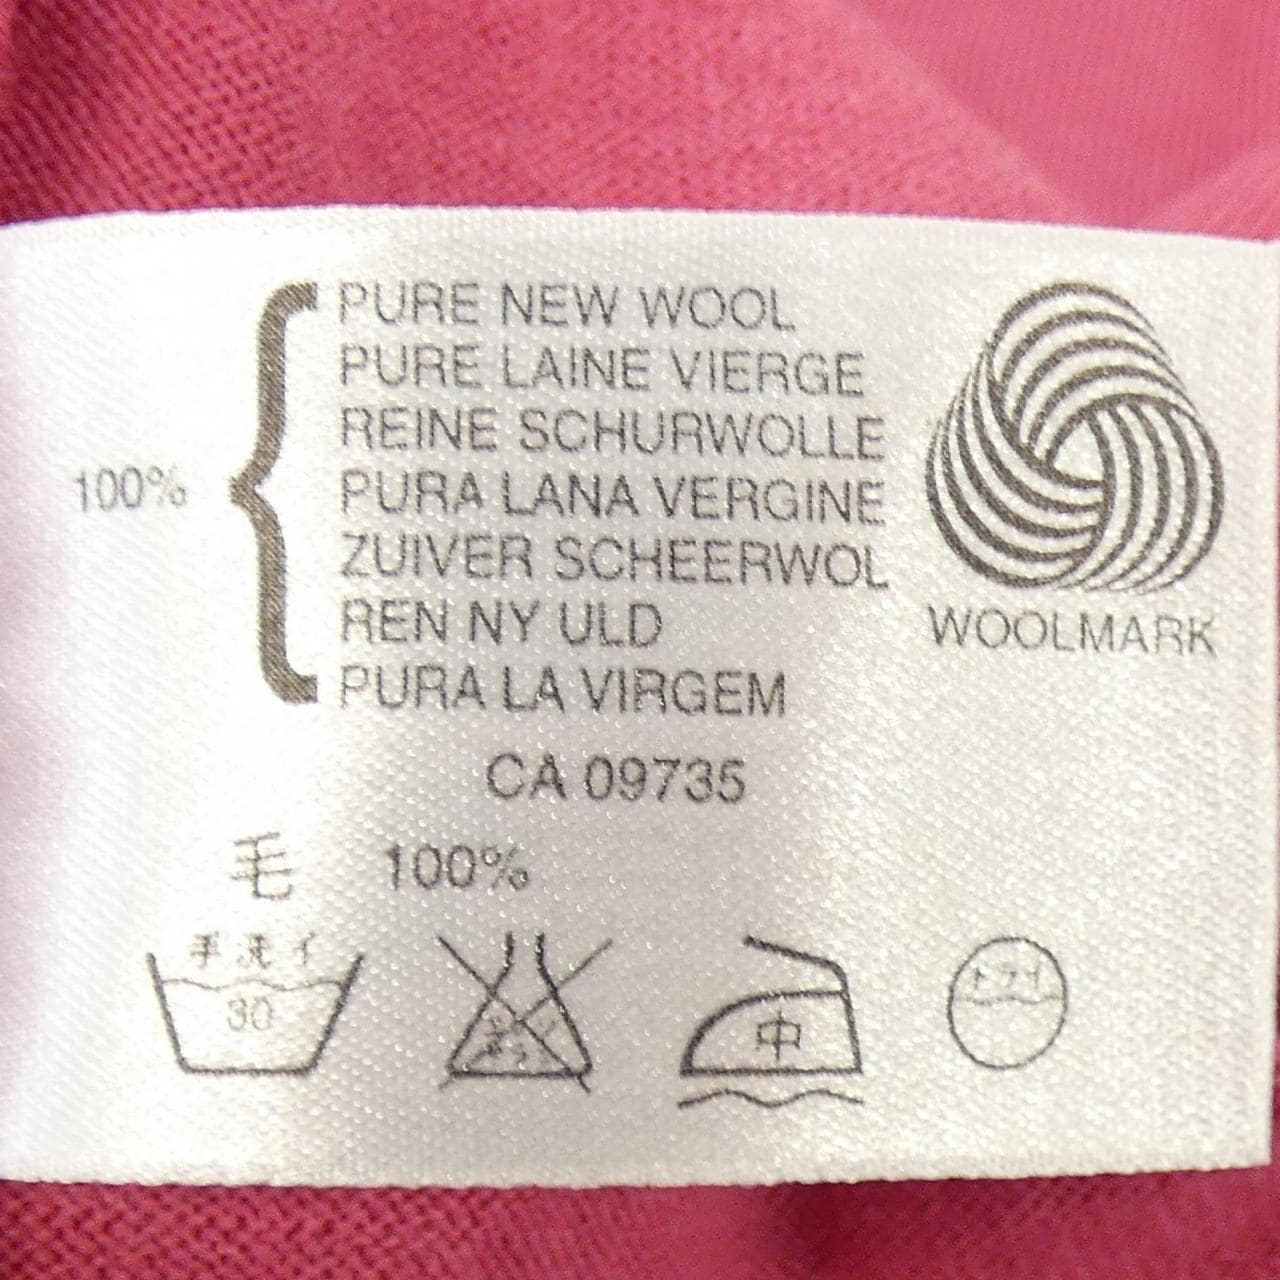 100%
PURE NEW WOOL
PURE LAINE VIERGE
REINE SCHURWOLLE
PURA LANA VERGINE
ZUIVER SCHEERWOL
REN NY ULD
PURA LA VIRGEM
WOOLMARK
CA 09735
毛 100%
手洗イ
30
中
ドライ